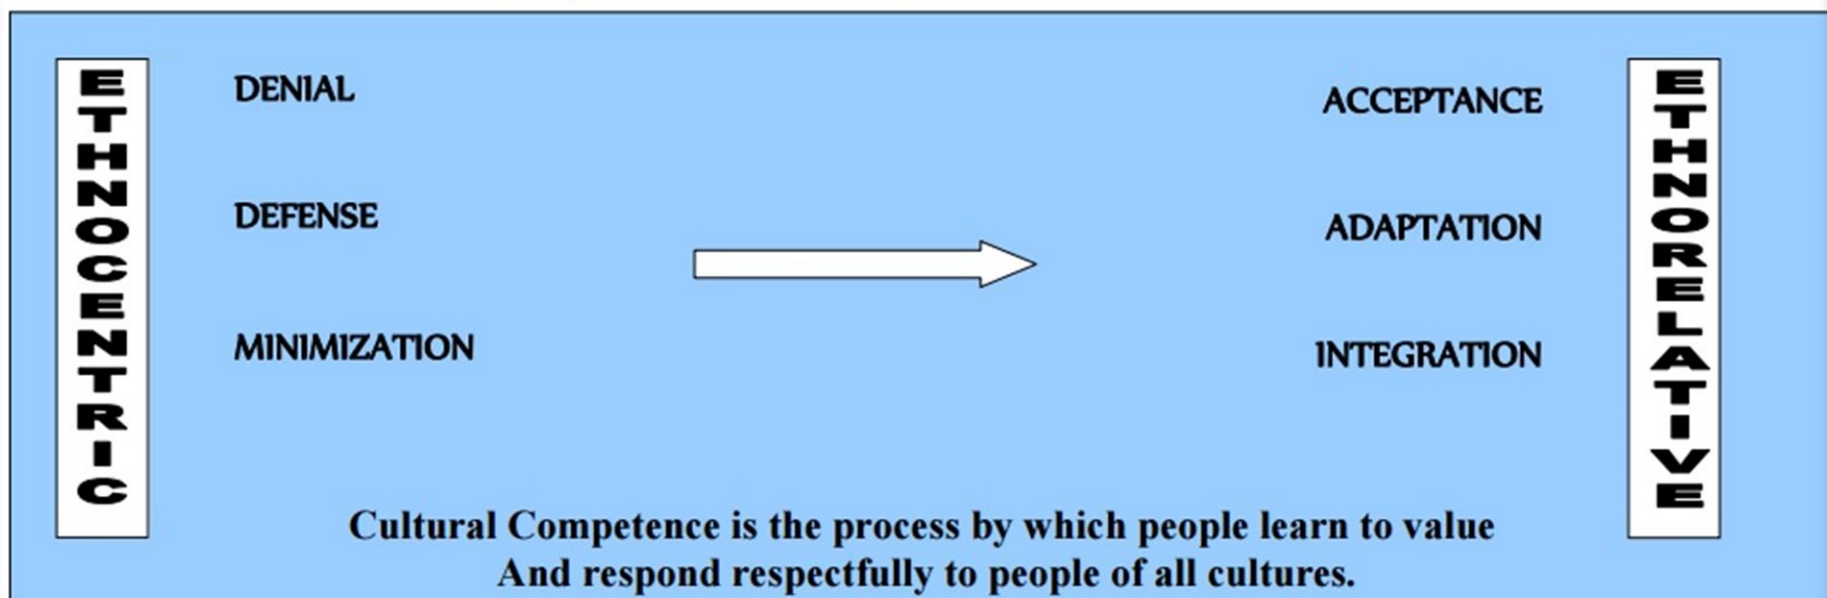 ETHNOCENTRIC
DENIAL
DEFENSE
MINIMIZATION
ACCEPTANCE
ADAPTATION
INTEGRATION
ETHNORELATIVE
Cultural Competence is the process by which people learn to value
And respond respectfully to people of all cultures.